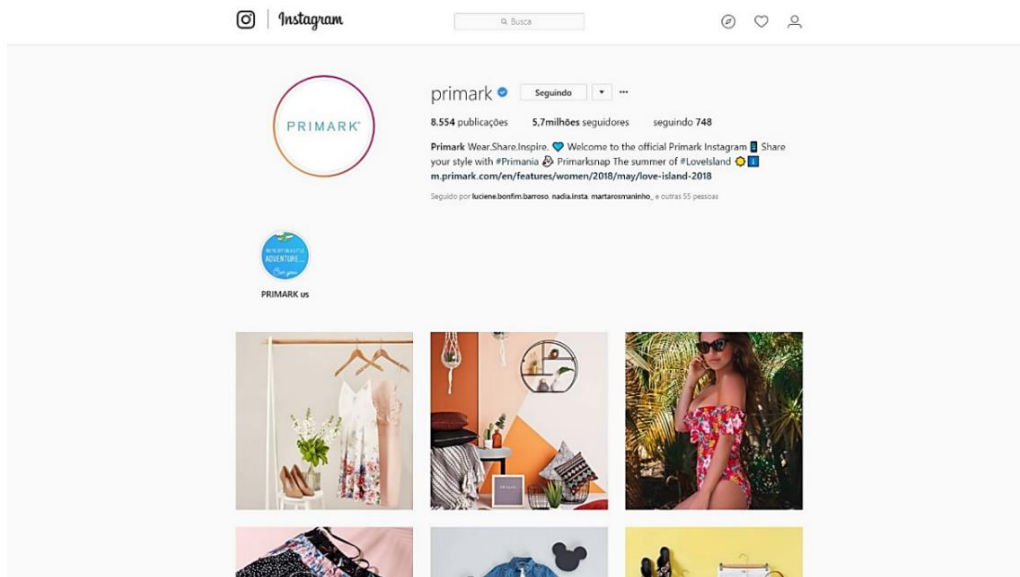 Instagram
Busca
PRIMARK
primark Seguindo
8.554 publicações 5,7milhões seguidores seguindo 748
Primark Wear.Share.Inspire. 💙 Welcome to the official Primark Instagram Share
your style with #Primania Primarksnap The summer of #LoveIsland
m.primark.com/en/features/women/2018/may/love-island-2018
Seguido por luciene.bonfim.barroso, nadia.insta, martarosmaninho_ e outras 55 pessoas
ADVENTURE...
PRIMARK us